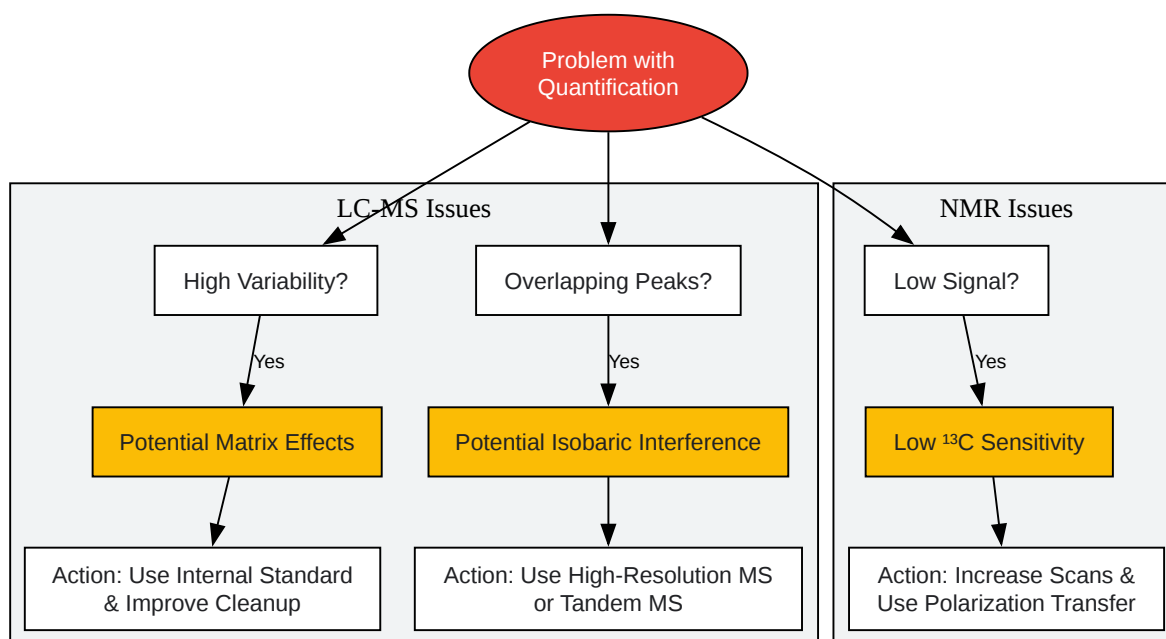 Problem with
Quantification
LC-MS Issues
NMR Issues
High Variability?
Overlapping Peaks?
Low Signal?
Yes
Yes
Yes
Potential Matrix Effects
Potential Isobaric Interference
Low ¹³C Sensitivity
Action: Use Internal Standard
& Improve Cleanup
Action: Use High-Resolution MS
or Tandem MS
Action: Increase Scans &
Use Polarization Transfer